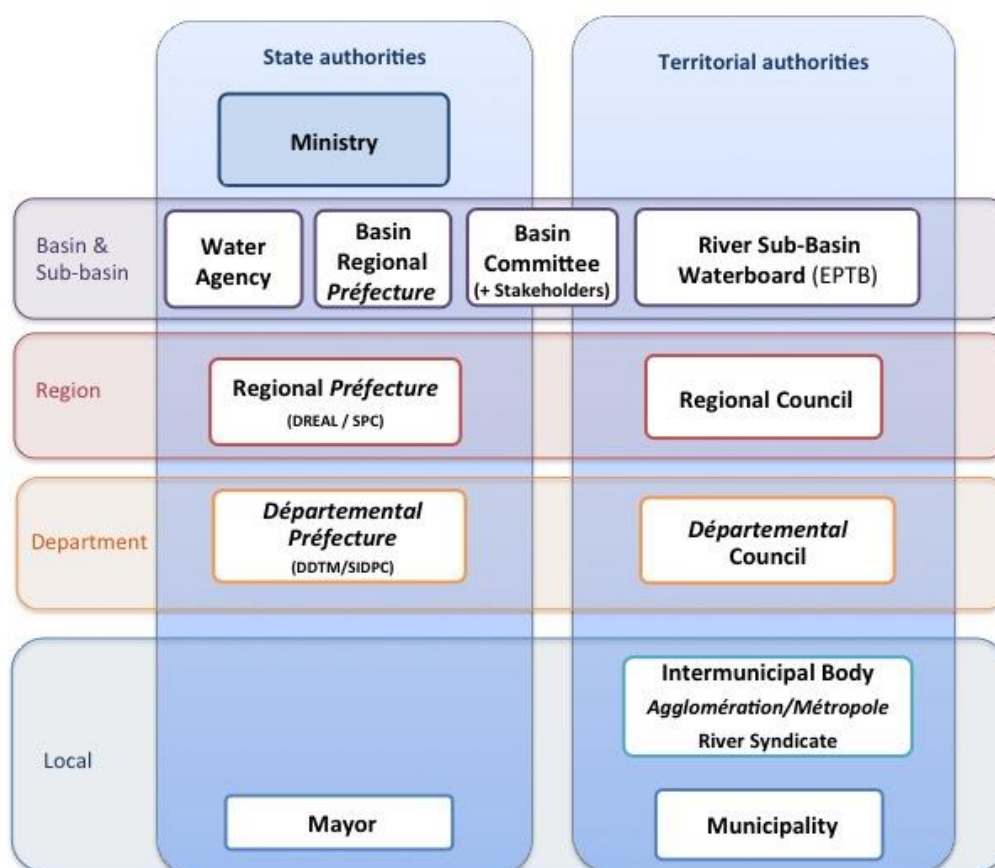 State authorities
Territorial authorities
Ministry
Basin &
Sub-basin
Water
Agency
Basin
Regional
Préfecture
Basin
Committee
(+ Stakeholders)
River Sub-Basin
Waterboard (EPTB)
Region
Regional Préfecture
(DREAL / SPC)
Regional Council
Department
Départemental
Préfecture
(DDTM/SIDPC)
Départemental
Council
Local
Intermunicipal Body
Agglomération/Métropole
River Syndicate
Mayor
Municipality